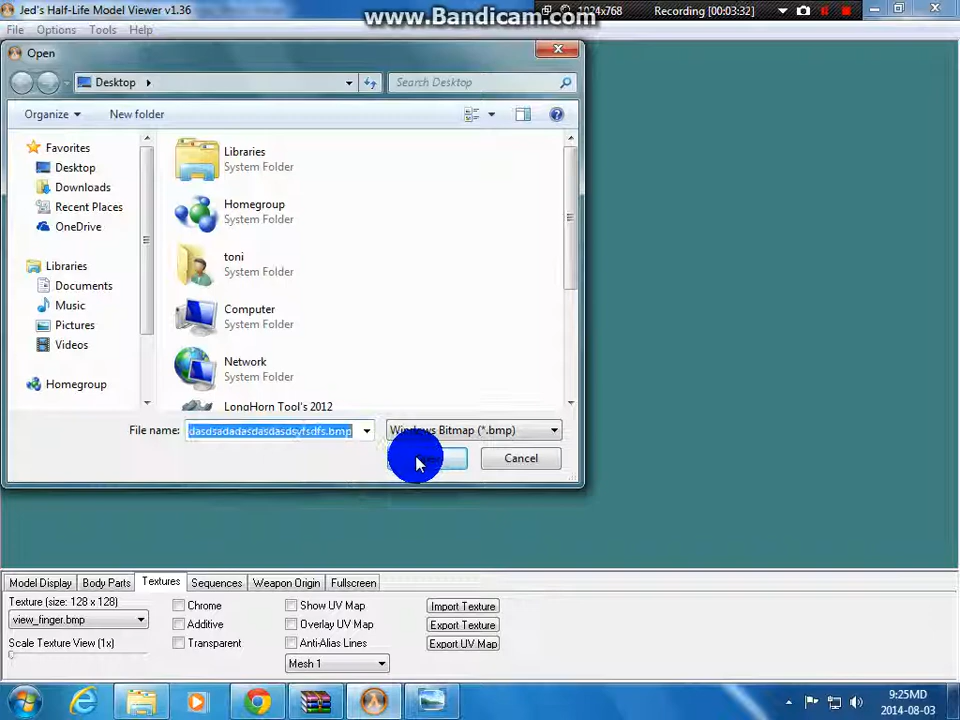 Jed's Half-Life Model Viewer v1.36
www.Bandicam.com
1024x768
Recording [00:03:32]
File Options Tools Help
Open
Desktop
Search Desktop
Organize
New folder
Favorites
Desktop
Downloads
Recent Places
OneDrive
Libraries
Documents
Music
Pictures
Videos
Homegroup
Libraries
System Folder
Homegroup
System Folder
toni
System Folder
Computer
System Folder
Network
System Folder
LongHorn Tool's 2012
File name:
Windows Bitmap (*.bmp)
Cancel
Model Display
Body Parts
Textures
Sequences
Weapon Origin
Fullscreen
Texture (size: 128 x 128)
view_finger.bmp
Scale Texture View (1x)
Chrome
Additive
Transparent
Show UV Map
Overlay UV Map
Anti-Alias Lines
Mesh 1
Import Texture
Export Texture
Export UV Map
9:25MD
2014-08-03